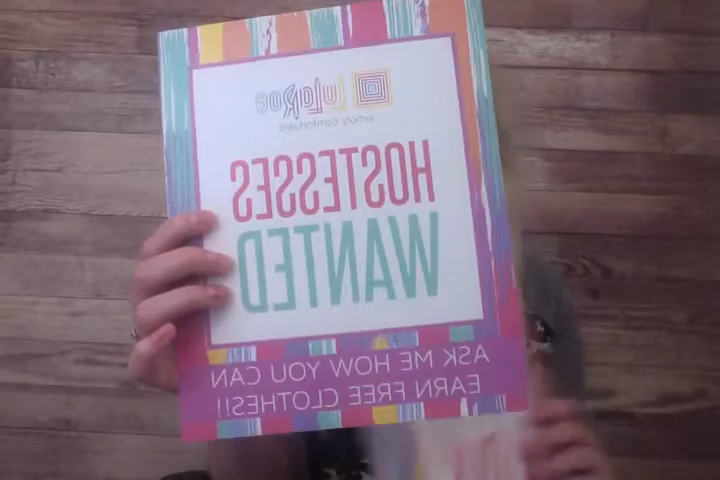 LuLaRoe
simply comfortable
HOSTESSES
WANTED
ASK ME HOW YOU CAN
EARN FREE CLOTHES!!